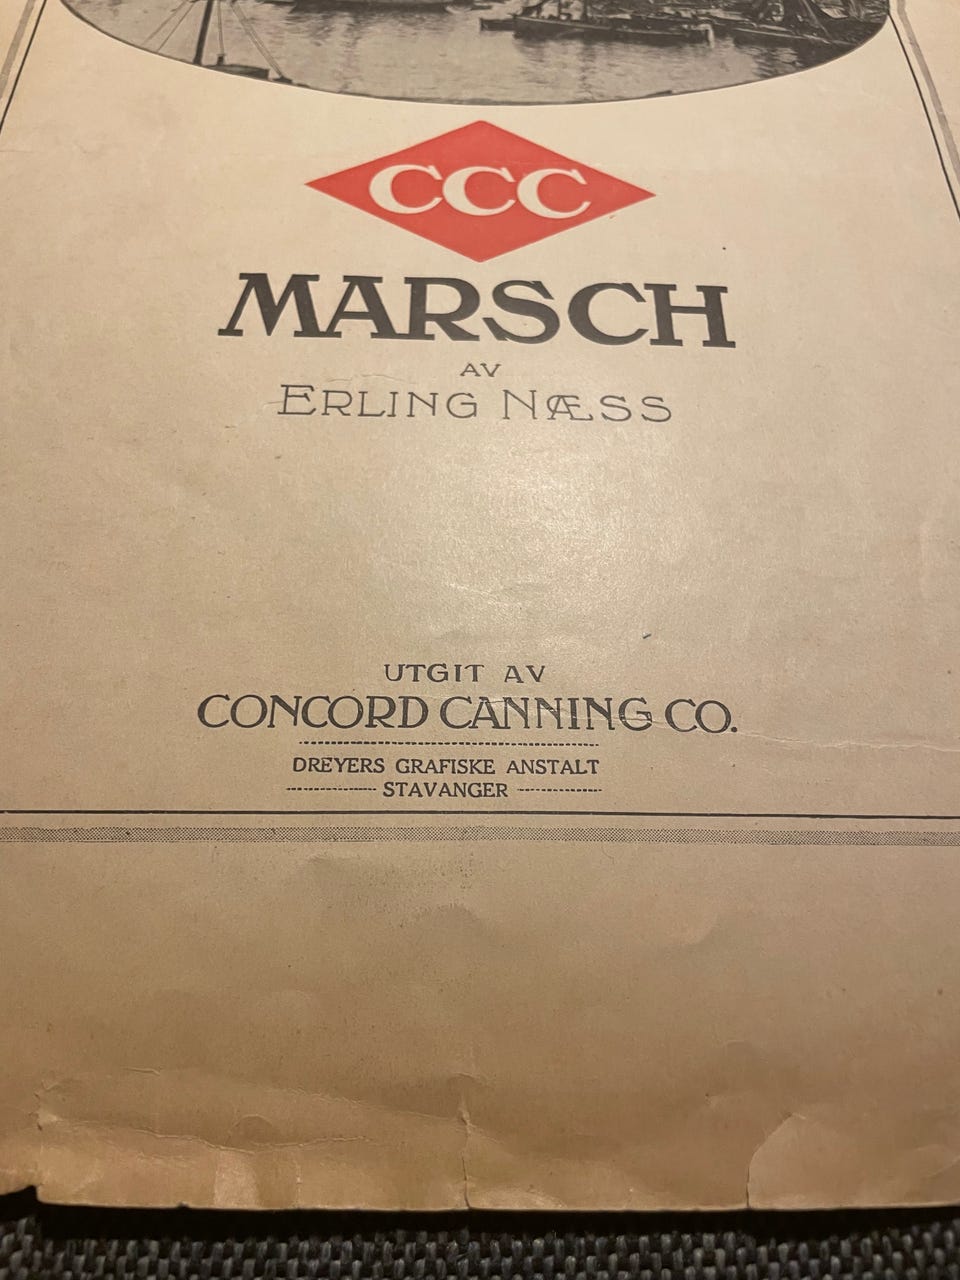 CCC
MARSCH
AV
ERLING NÆSS
UTGIT AV
CONCORD CANNING CO.
DREYERS GRAFISKE ANSTALT
STAVANGER